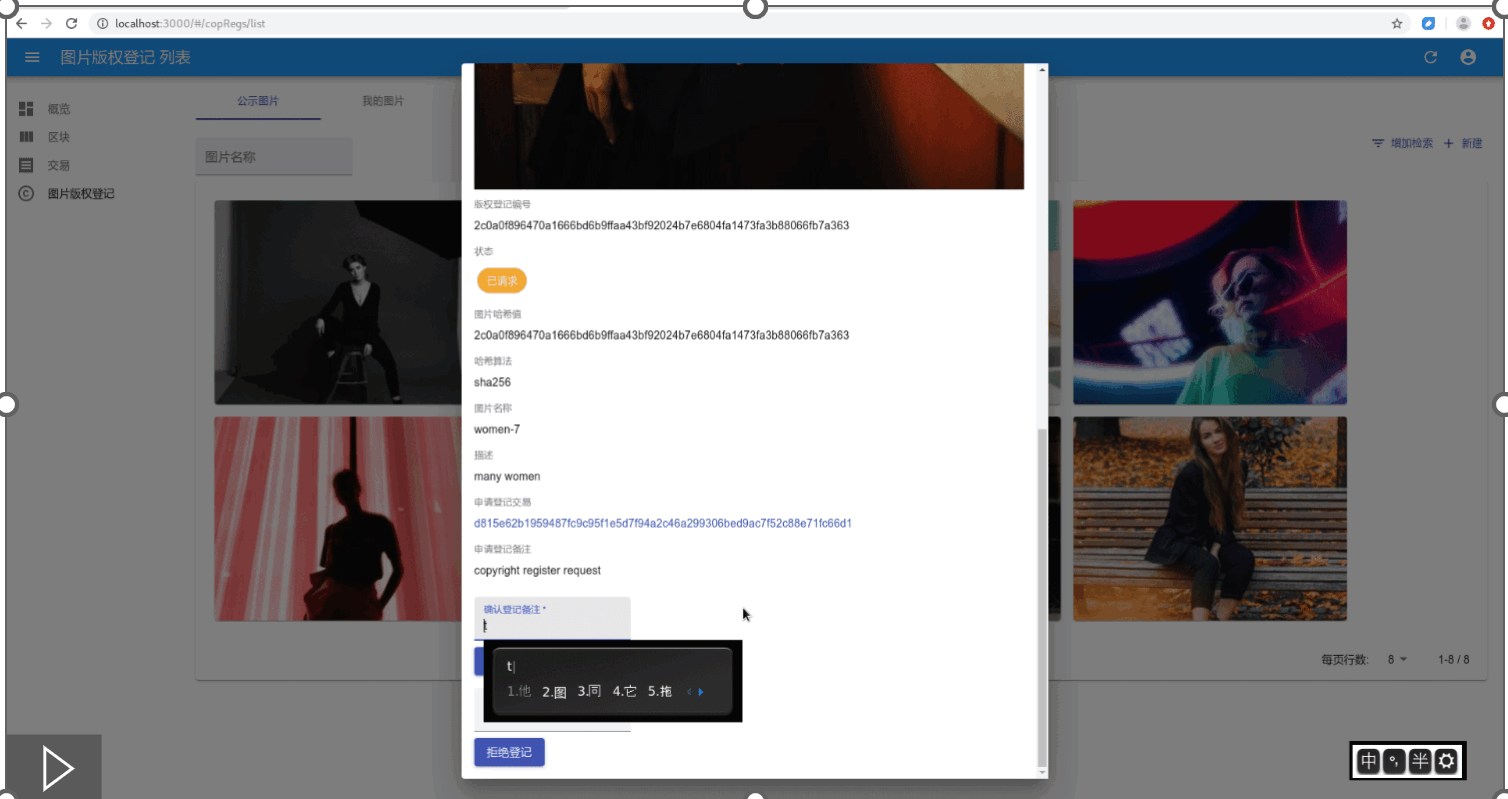 localhost:3000/#/copRegs/list
图片版权登记 列表
概览
区块
交易
图片版权登记
公示图片
我的图片
图片名称
增加检索
新建
版权登记编号
2c0a0f896470a1666bd6b9ffaa43bf92024b7e6804fa1473fa3b88066fb7a363
状态
已请求
图片哈希值
2c0a0f896470a1666bd6b9ffaa43bf92024b7e6804fa1473fa3b88066fb7a363
哈希算法
sha256
图片名称
women-7
描述
many women
申请登记交易
d815e62b1959487fc9c95f1e5d7f94a2c46a299306bed9ac7f52c88e71fc66d1
申请登记备注
copyright register request
确认登记备注 *
t
t
1.他 2.图 3.同 4.它 5.拖
拒绝登记
每页行数: 8 1-8 / 8
中 °, 半